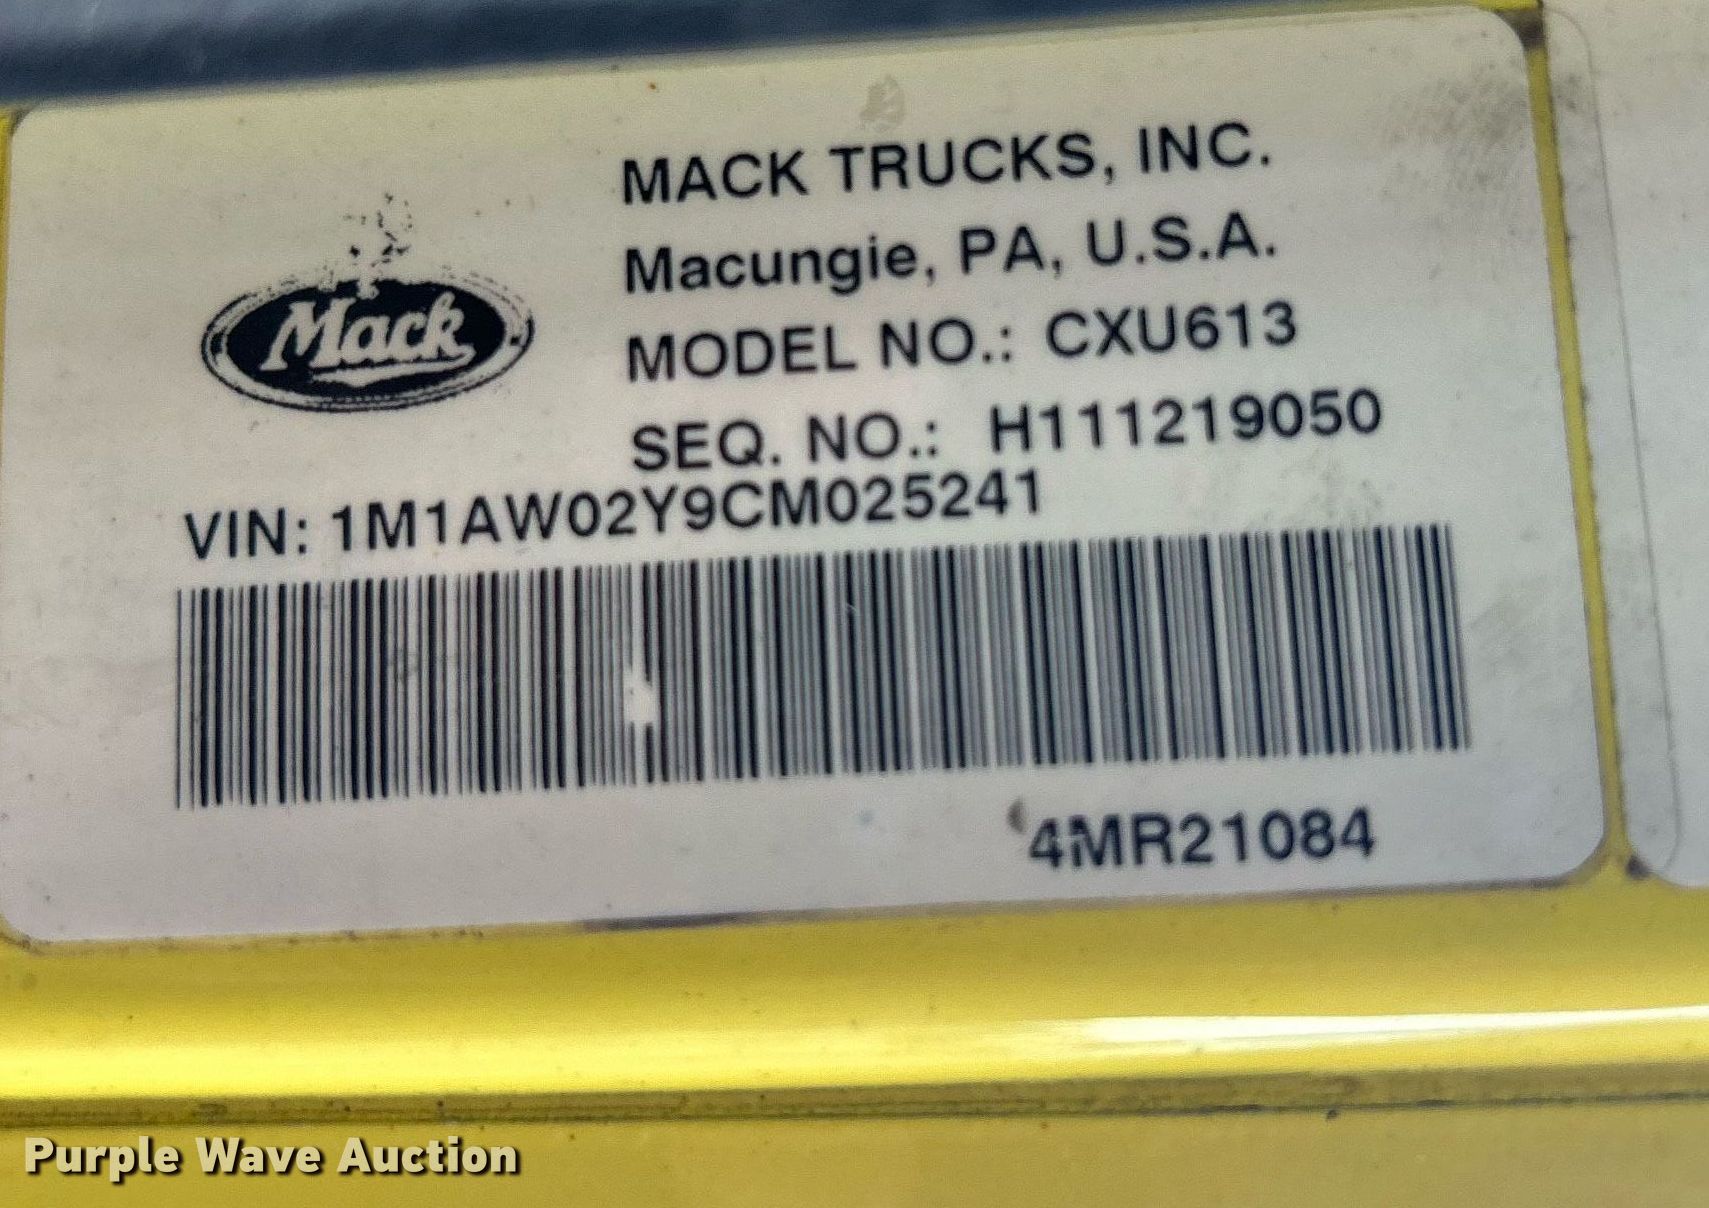 MACK TRUCKS, INC.
Macungie, PA, U.S.A.
Mack
MODEL NO.: CXU613
SEQ. NO.: H111219050
VIN: 1M1AW02Y9CM025241
4MR21084
Purple Wave Auction